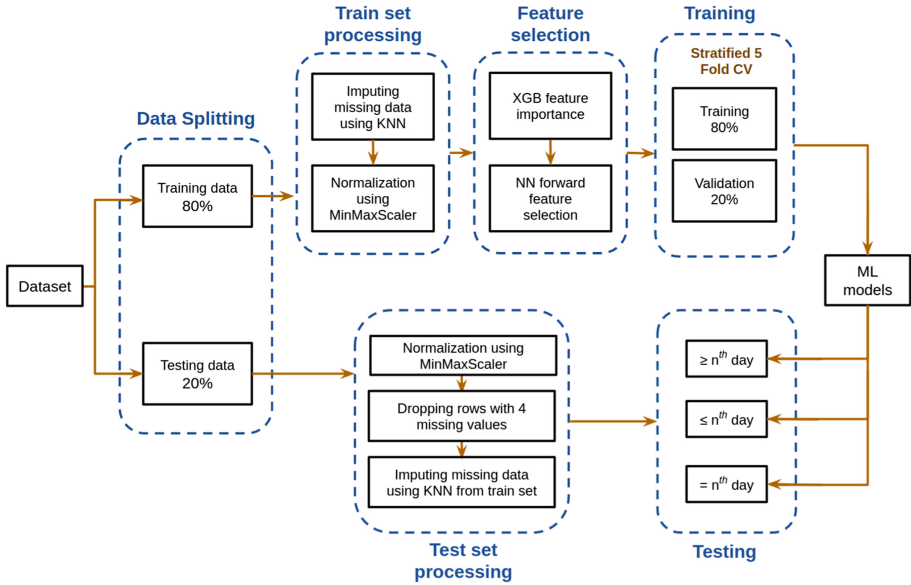 Dataset
Data Splitting
Training data
80%
Testing data
20%
Train set
processing
Imputing
missing data
using KNN
Normalization
using
MinMaxScaler
Feature
selection
XGB feature
importance
NN forward
feature
selection
Training
Stratified 5
Fold CV
Training
80%
Validation
20%
ML
models
Normalization using
MinMaxScaler
Dropping rows with 4
missing values
Imputing missing data
using KNN from train set
Test set
processing
≥ nth day
≤ nth day
= nth day
Testing